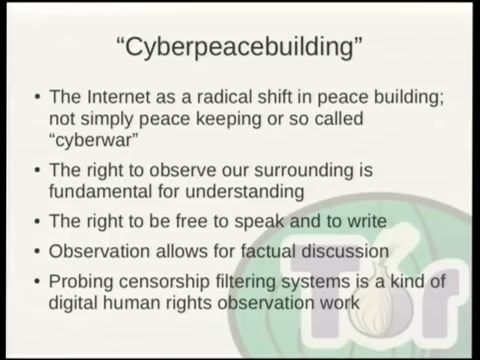 “Cyberpeacebuilding”
• The Internet as a radical shift in peace building;
not simply peace keeping or so called
“cyberwar”
• The right to observe our surrounding is
fundamental for understanding
• The right to be free to speak and to write
• Observation allows for factual discussion
• Probing censorship filtering systems is a kind of
digital human rights observation work
Tor